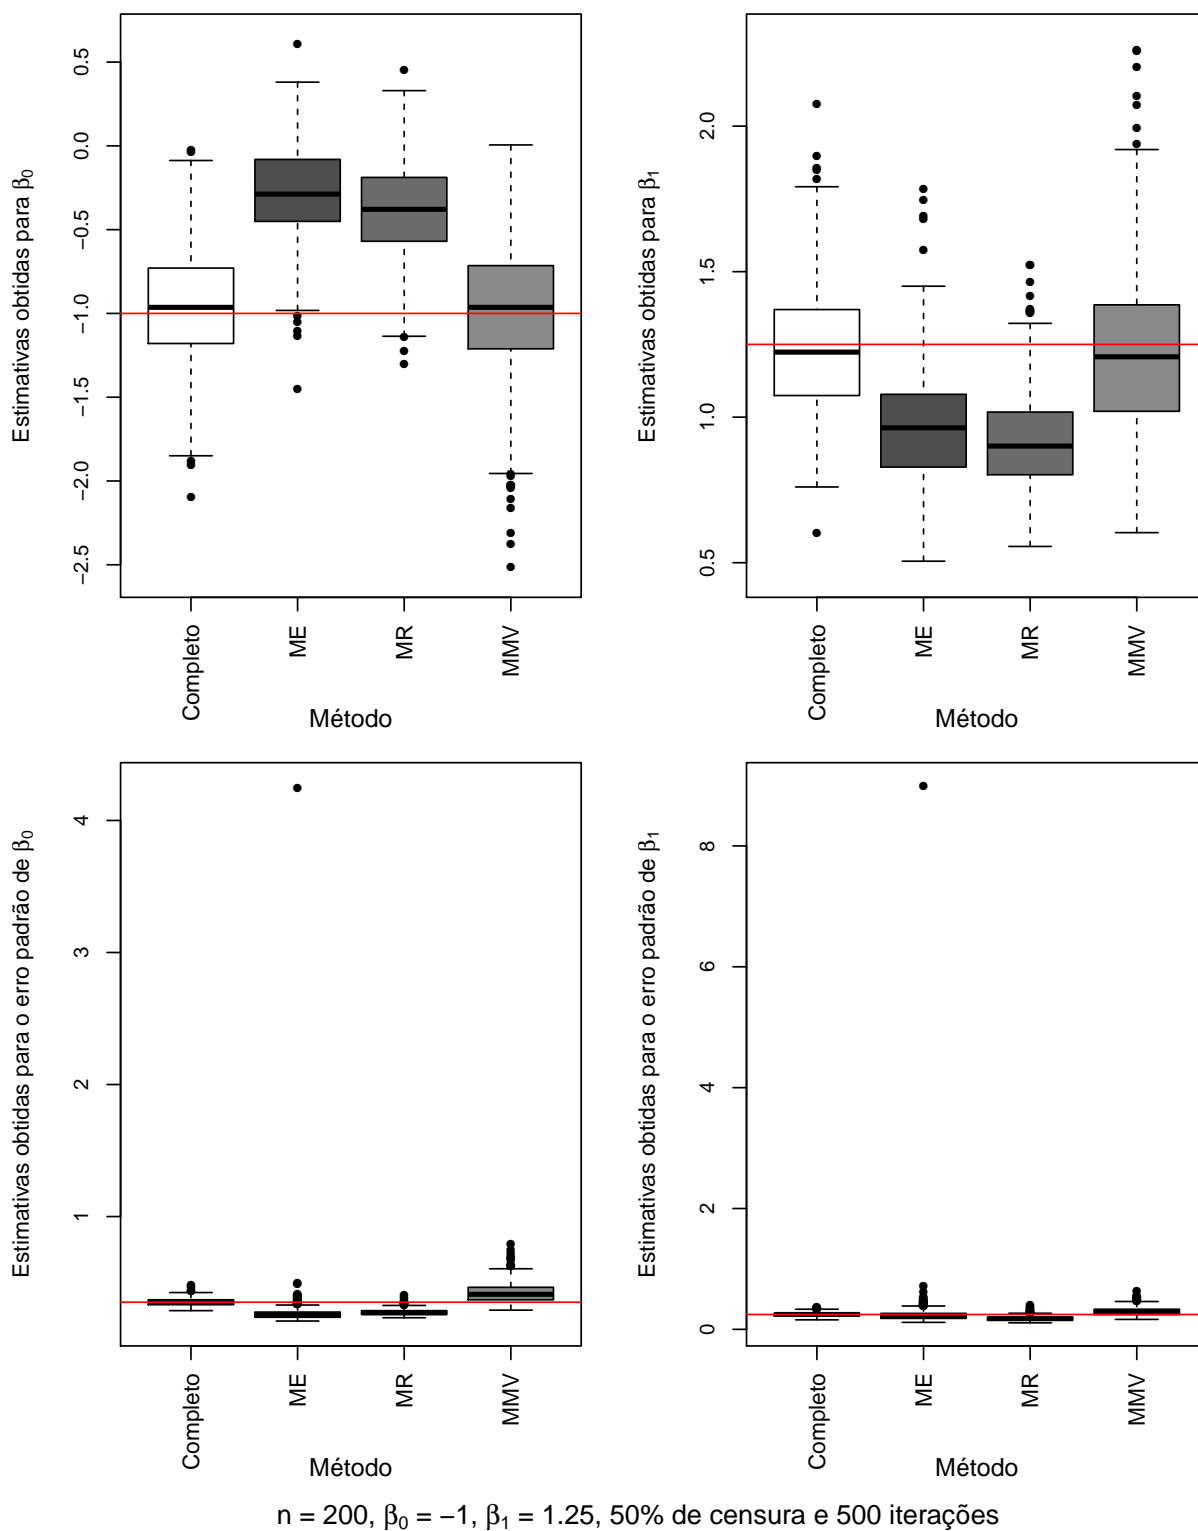 Estimativas obtidas para β₀
0.5
0.0
−0.5
−1.0
−1.5
−2.0
−2.5
Completo
ME
MR
MMV
Método
Estimativas obtidas para β₁
2.0
1.5
1.0
0.5
Completo
ME
MR
MMV
Método
Estimativas obtidas para o erro padrão de β₀
4
3
2
1
Completo
ME
MR
MMV
Método
Estimativas obtidas para o erro padrão de β₁
8
6
4
2
0
Completo
ME
MR
MMV
Método
n = 200, β₀ = −1, β₁ = 1.25, 50% de censura e 500 iterações